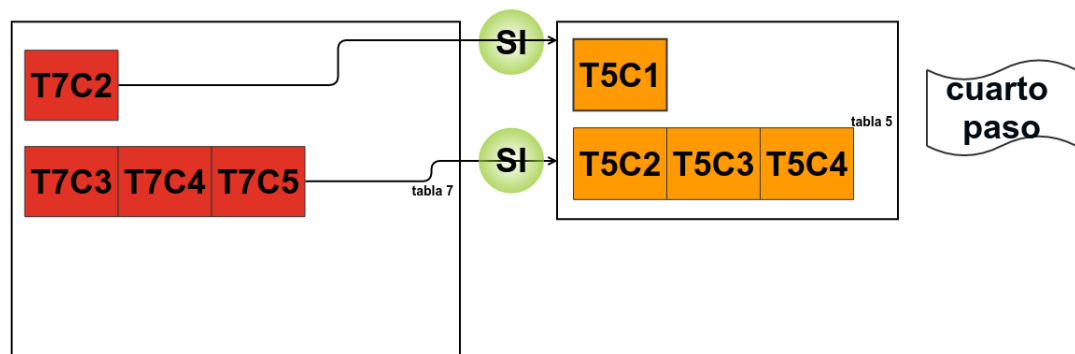 T7C2
SI
T5C1
cuarto
paso
tabla 5
T7C3 T7C4 T7C5
tabla 7
SI
T5C2 T5C3 T5C4